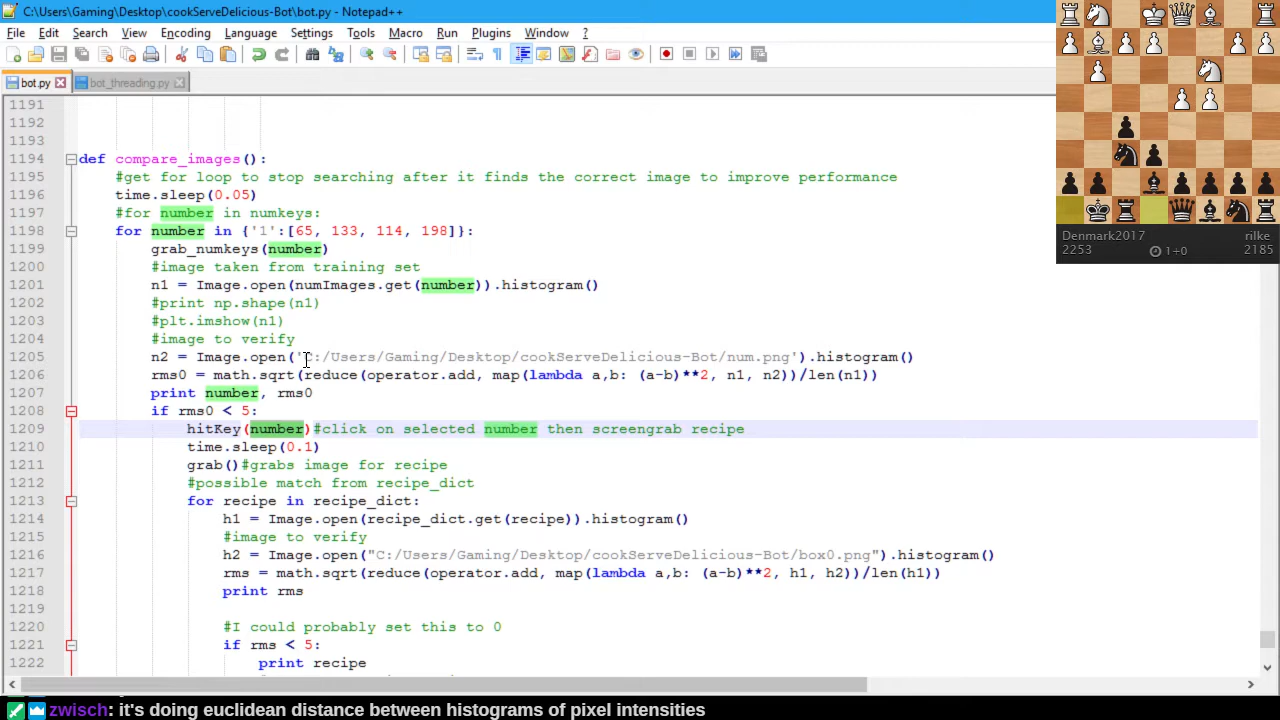 C:\Users\Gaming\Desktop\cookServeDelicious-Bot\bot.py - Notepad++
File Edit Search View Encoding Language Settings Tools Macro Run Plugins Window ?
bot.py bot_threading.py
1191
1192
1193
1194 def compare_images():
1195 #get for loop to stop searching after it finds the correct image to improve performance
1196 time.sleep(0.05)
1197 #for number in numkeys:
1198 for number in {'1':[65, 133, 114, 198]}:
1199 grab_numkeys(number)
1200 #image taken from training set
1201 n1 = Image.open(numImages.get(number)).histogram()
1202 #print np.shape(n1)
1203 #plt.imshow(n1)
1204 #image to verify
1205 n2 = Image.open('C:/Users/Gaming/Desktop/cookServeDelicious-Bot/num.png').histogram()
1206 rms0 = math.sqrt(reduce(operator.add, map(lambda a,b: (a-b)**2, n1, n2))/len(n1))
1207 print number, rms0
1208 if rms0 < 5:
1209 hitKey(number)#click on selected number then screengrab recipe
1210 time.sleep(0.1)
1211 grab()#grabs image for recipe
1212 #possible match from recipe_dict
1213 for recipe in recipe_dict:
1214 h1 = Image.open(recipe_dict.get(recipe)).histogram()
1215 #image to verify
1216 h2 = Image.open("C:/Users/Gaming/Desktop/cookServeDelicious-Bot/box0.png").histogram()
1217 rms = math.sqrt(reduce(operator.add, map(lambda a,b: (a-b)**2, h1, h2))/len(h1))
1218 print rms
1219
1220 #I could probably set this to 0
1221 if rms < 5:
1222 print recipe
Denmark2017 rilke
2253 1+0 2185
zwisch: it's doing euclidean distance between histograms of pixel intensities